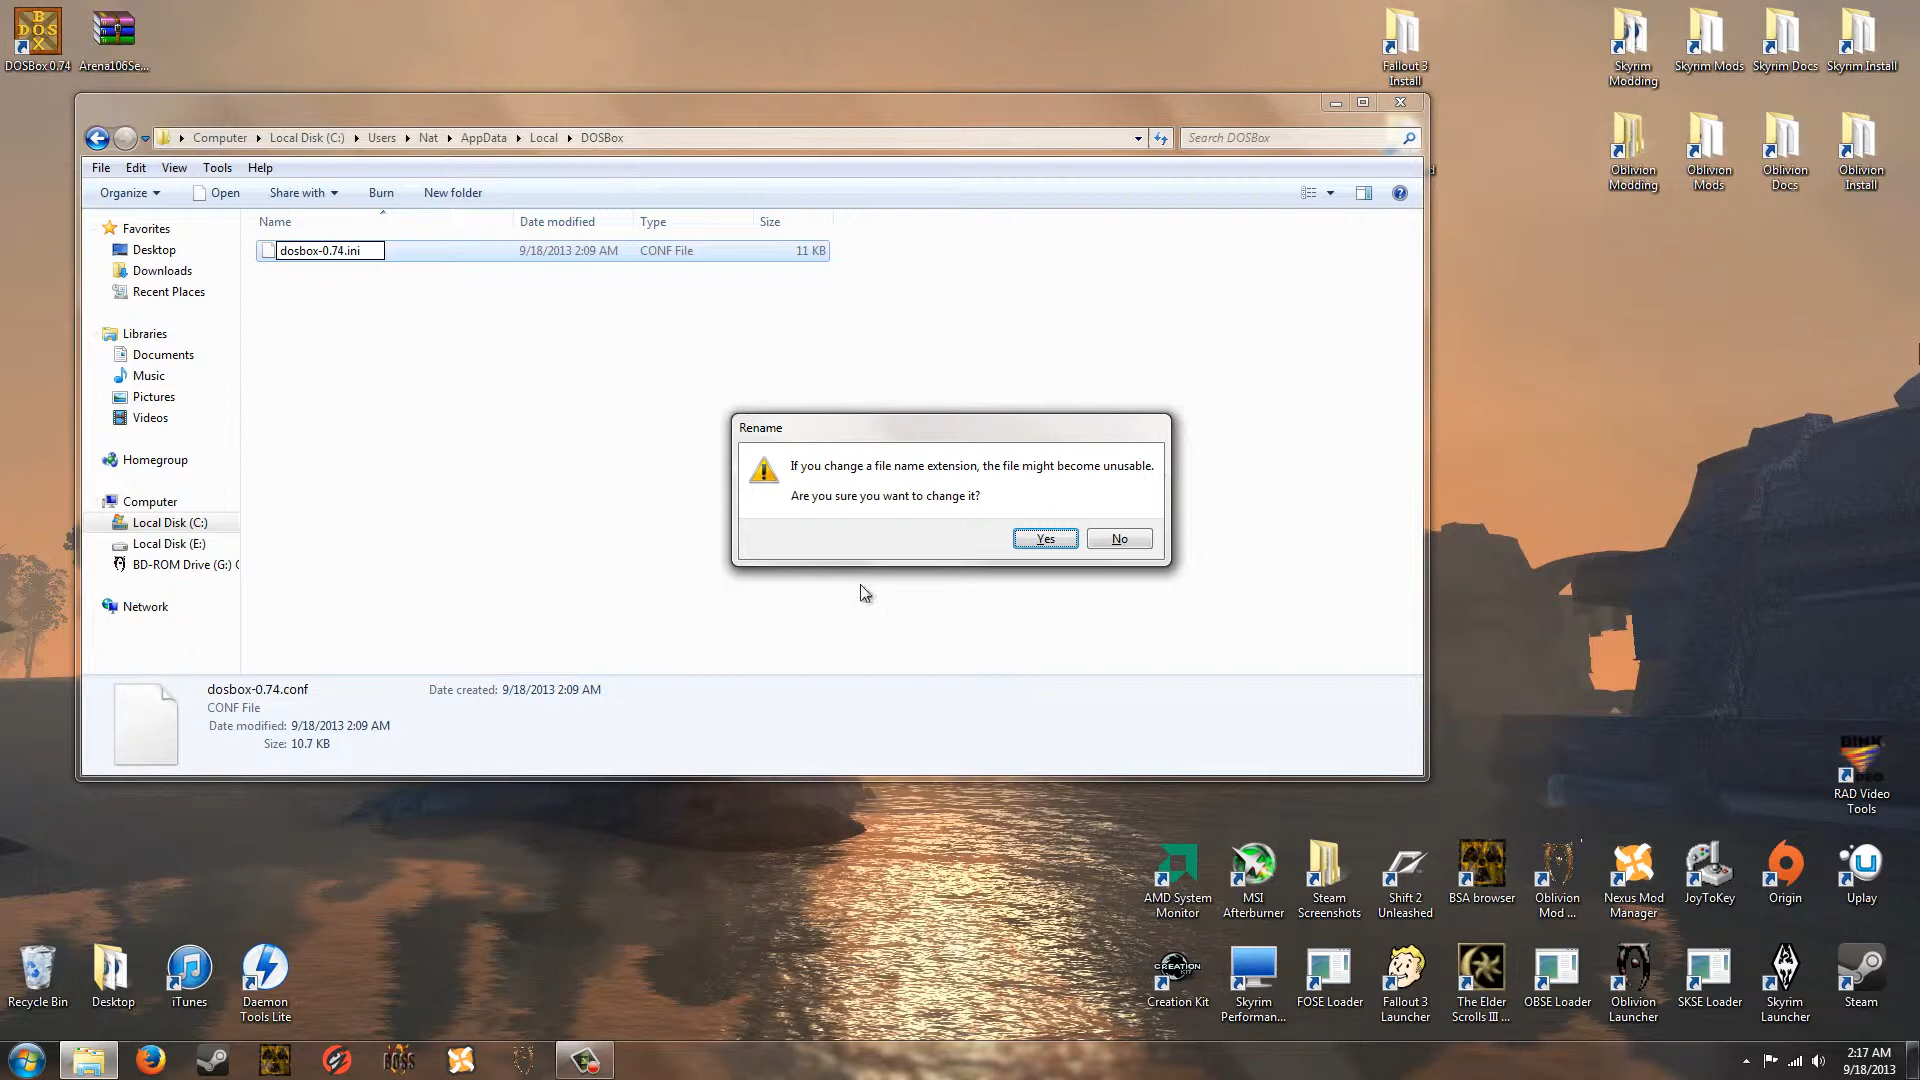 DOSBox 0.74
Arena106Se...
Fallout 3
Install
Skyrim
Modding
Skyrim Mods
Skyrim Docs
Skyrim Install
Oblivion
Modding
Oblivion
Mods
Oblivion
Docs
Oblivion
Install
Computer
Local Disk (C:)
Users
Nat
AppData
Local
DOSBox
Search DOSBox
File
Edit
View
Tools
Help
Organize
Open
Share with
Burn
New folder
Name
Date modified
Type
Size
dosbox-0.74.ini
9/18/2013 2:09 AM
CONF File
11 KB
Favorites
Desktop
Downloads
Recent Places
Libraries
Documents
Music
Pictures
Videos
Homegroup
Computer
Local Disk (C:)
Local Disk (E:)
BD-ROM Drive (G:)
Network
Rename
If you change a file name extension, the file might become unusable.
Are you sure you want to change it?
Yes
No
dosbox-0.74.conf
Date created: 9/18/2013 2:09 AM
CONF File
Date modified: 9/18/2013 2:09 AM
Size: 10.7 KB
RAD Video
Tools
AMD System
Monitor
MSI
Afterburner
Steam
Screenshots
Shift 2
Unleashed
BSA browser
Oblivion
Mod ...
Nexus Mod
Manager
JoyToKey
Origin
Uplay
Recycle Bin
Desktop
iTunes
Daemon
Tools Lite
Creation Kit
Skyrim
Performan...
FOSE Loader
Fallout 3
Launcher
The Elder
Scrolls III ...
OBSE Loader
Oblivion
Launcher
SKSE Loader
Skyrim
Launcher
Steam
2:17 AM
9/18/2013